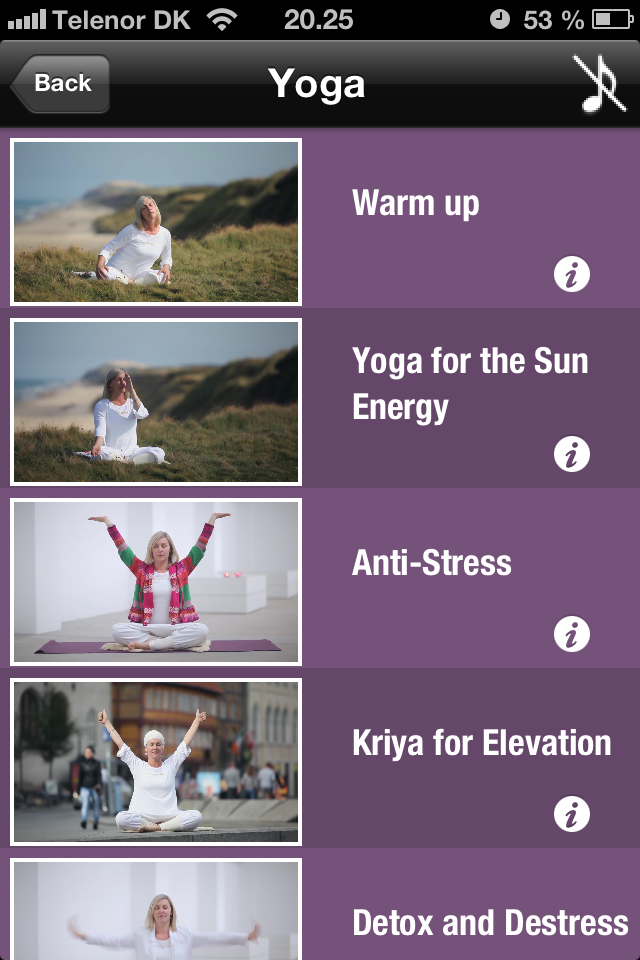 Telenor DK 20.25 53 %
Back Yoga
Warm up
i
Yoga for the Sun
Energy
i
Anti-Stress
i
Kriya for Elevation
i
Detox and Destress